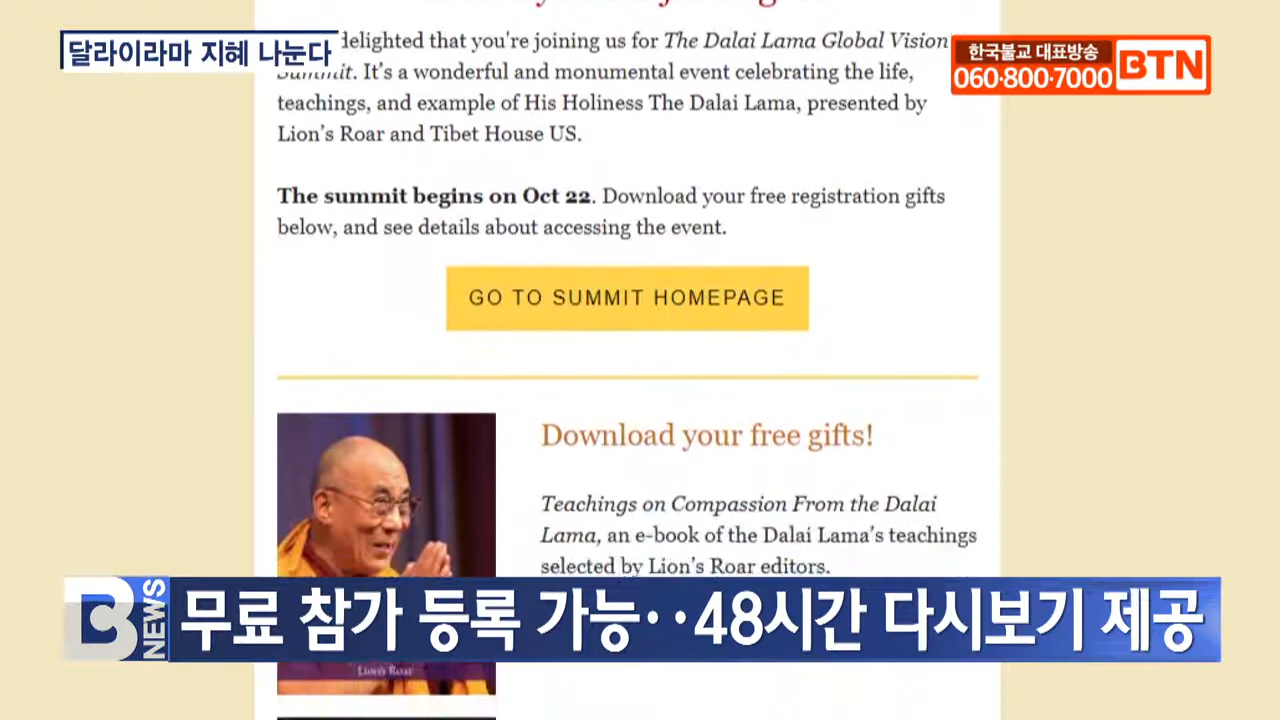 달라이라마 지혜 나눈다
delighted that you're joining us for The Dalai Lama Global Vision
한국불교 대표방송
060·800·7000
BTN
Summit. It's a wonderful and monumental event celebrating the life,
teachings, and example of His Holiness The Dalai Lama, presented by
Lion's Roar and Tibet House US.
The summit begins on Oct 22. Download your free registration gifts
below, and see details about accessing the event.
GO TO SUMMIT HOMEPAGE
Download your free gifts!
Teachings on Compassion From the Dalai
Lama, an e-book of the Dalai Lama's teachings
selected by Lion's Roar editors.
B NEWS
무료 참가 등록 가능··48시간 다시보기 제공
Lion's Roar